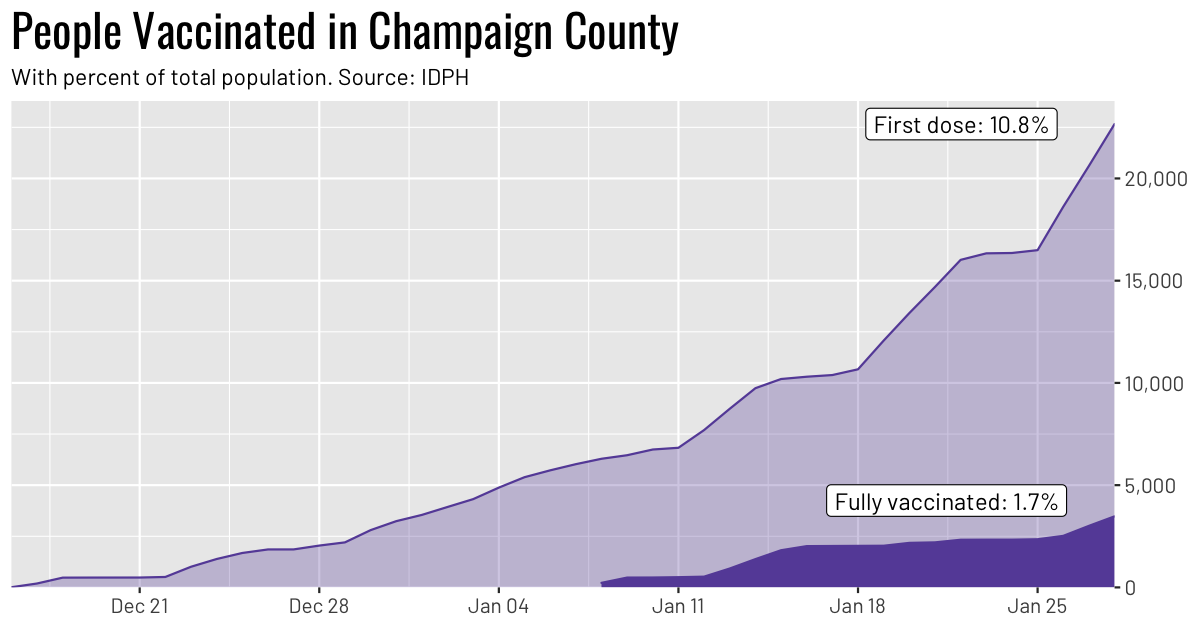 People Vaccinated in Champaign County
With percent of total population. Source: IDPH
First dose: 10.8%
20,000
15,000
10,000
5,000
Fully vaccinated: 1.7%
0
Dec 21
Dec 28
Jan 04
Jan 11
Jan 18
Jan 25